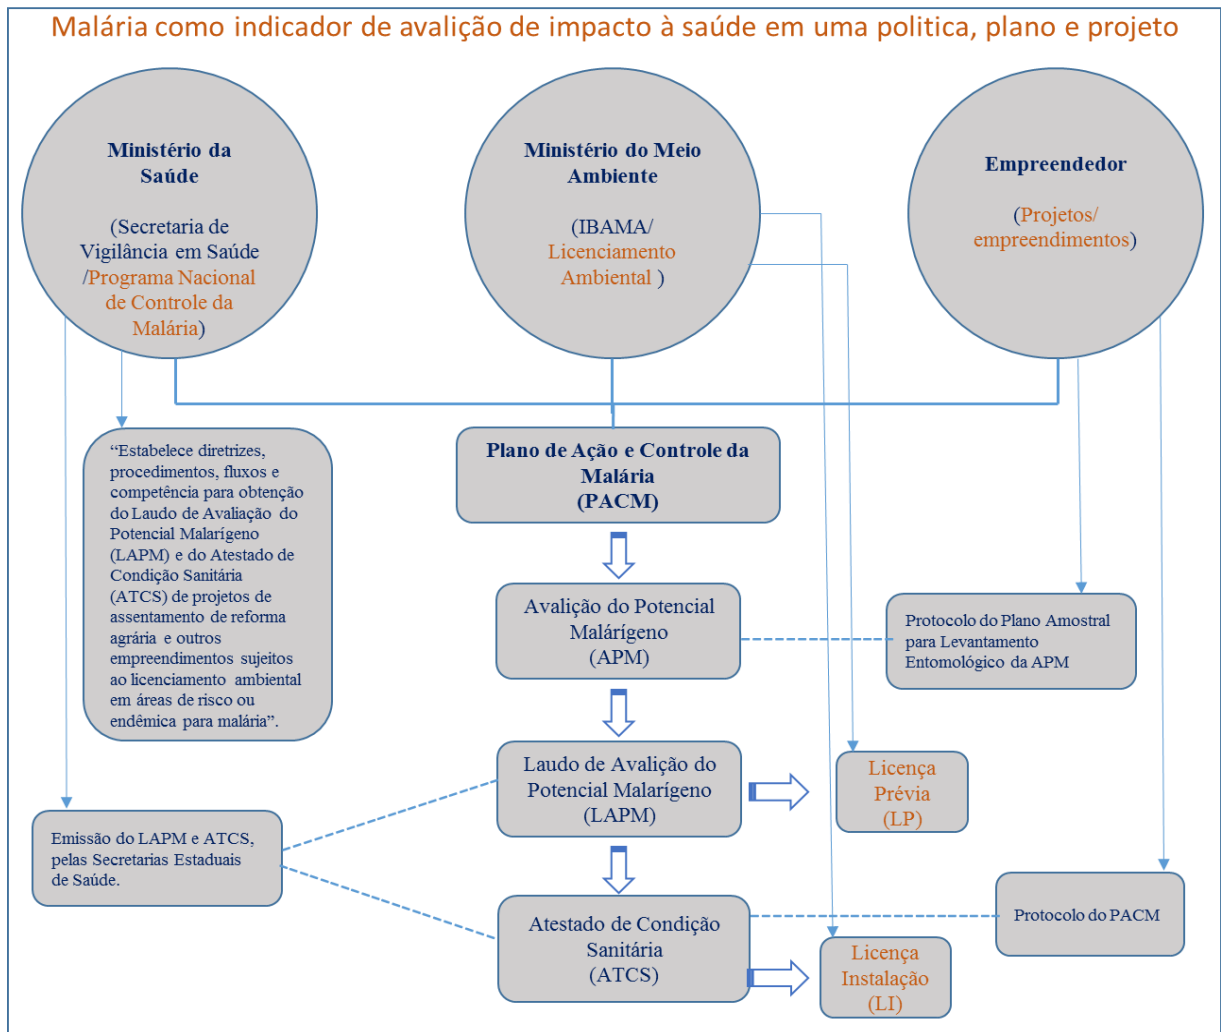 Malária como indicador de avalição de impacto à saúde em uma politica, plano e projeto
Ministério da
Saúde
(Secretaria de
Vigilância em Saúde
/Programa Nacional
de Controle da
Malária)
Ministério do Meio
Ambiente
(IBAMA/
Licenciamento
Ambiental )
Empreendedor
(Projetos/
empreendimentos)
“Estabelece diretrizes,
procedimentos, fluxos e
competência para obtenção
do Laudo de Avaliação do
Potencial Malarígeno
(LAPM) e do Atestado de
Condição Sanitária
(ATCS) de projetos de
assentamento de reforma
agrária e outros
empreendimentos sujeitos
ao licenciamento ambiental
em áreas de risco ou
endêmica para malária”.
Plano de Ação e Controle da
Malária
(PACM)
Avalição do Potencial
Malárígeno
(APM)
Protocolo do Plano Amostral
para Levantamento
Entomológico da APM
Laudo de Avalição do
Potencial Malarígeno
(LAPM)
Licença
Prévia
(LP)
Emissão do LAPM e ATCS,
pelas Secretarias Estaduais
de Saúde.
Atestado de Condição
Sanitária
(ATCS)
Protocolo do PACM
Licença
Instalação
(LI)